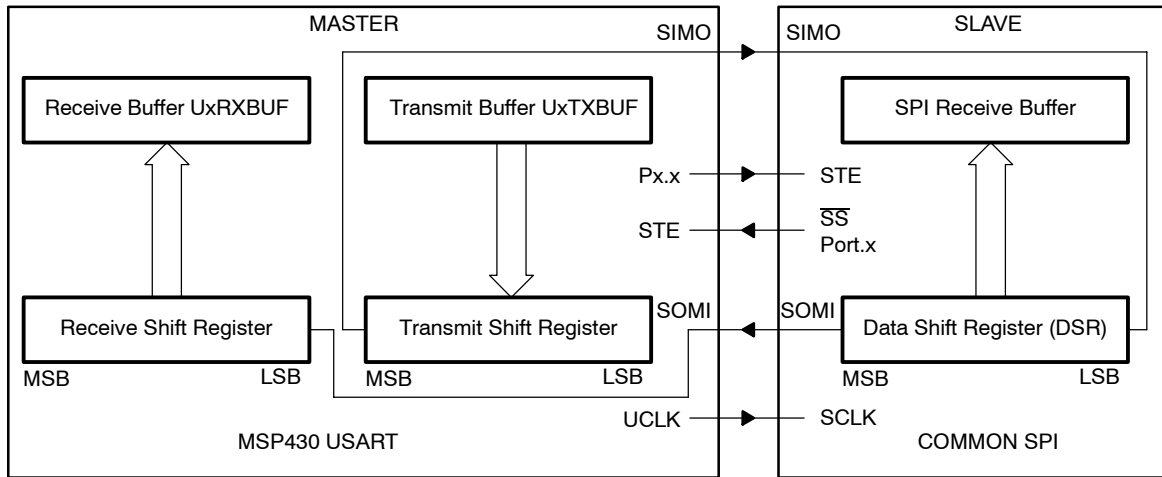 MASTER
SLAVE
SIMO
SIMO
Receive Buffer UxRXBUF
Transmit Buffer UxTXBUF
SPI Receive Buffer
Px.x
STE
STE
SS
Port.x
SOMI
SOMI
Receive Shift Register
Transmit Shift Register
Data Shift Register (DSR)
MSB
LSB
MSB
LSB
MSB
LSB
UCLK
SCLK
MSP430 USART
COMMON SPI